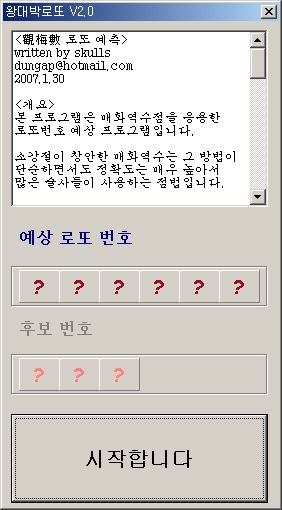 왕대박로또 V2.0
<觀梅數 로또 예측>
written by skulls
dungap@hotmail.com
2007.1.30
<개요>
본 프로그램은 매화역수점을 응용한
로또번호 예상 프로그램입니다.
소강절이 창안한 매화역수는 그 방법이
단순하면서도 정확도는 매우 높아서
많은 술사들이 사용하는 점법입니다.
예상 로또 번호
? ? ? ? ? ?
후보 번호
? ? ?
시작합니다